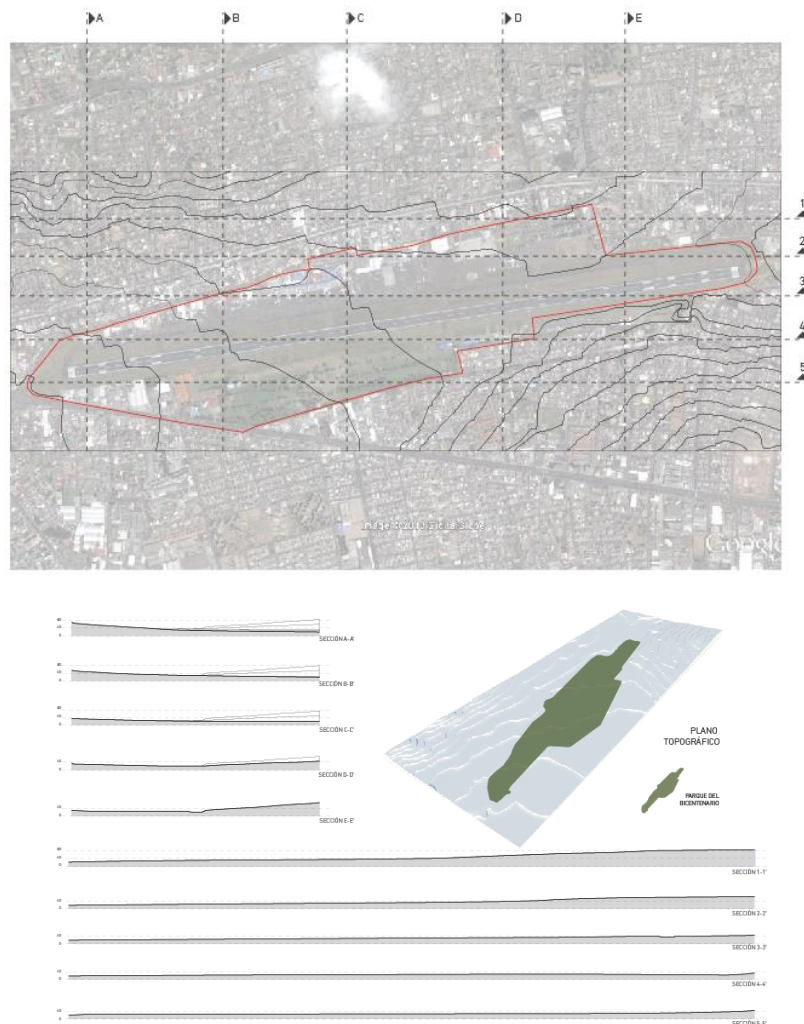 A
B
C
D
E
1
2
3
4
5
Google
SECCIÓN A-A'
SECCIÓN B-B'
SECCIÓN C-C'
SECCIÓN D-D'
SECCIÓN E-E'
PLANO
TOPOGRÁFICO
PARQUE DEL
BICENTENARIO
SECCIÓN 1-1'
SECCIÓN 2-2'
SECCIÓN 3-3'
SECCIÓN 4-4'
SECCIÓN 5-5'